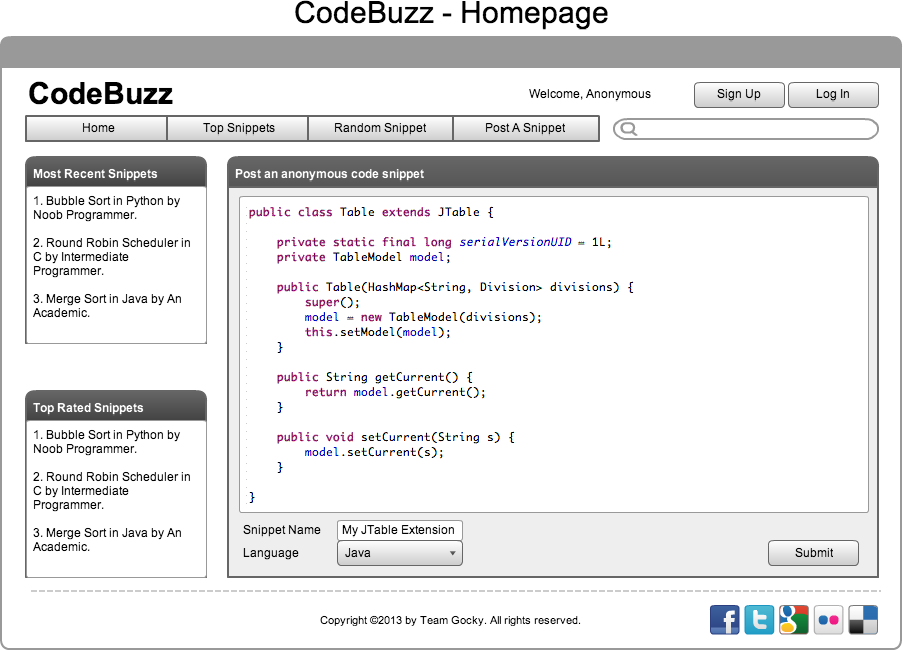 CodeBuzz - Homepage
CodeBuzz
Welcome, Anonymous
Sign Up
Log In
Home
Top Snippets
Random Snippet
Post A Snippet
Most Recent Snippets
1. Bubble Sort in Python by
Noob Programmer.
2. Round Robin Scheduler in
C by Intermediate
Programmer.
3. Merge Sort in Java by An
Academic.
Top Rated Snippets
1. Bubble Sort in Python by
Noob Programmer.
2. Round Robin Scheduler in
C by Intermediate
Programmer.
3. Merge Sort in Java by An
Academic.
Post an anonymous code snippet
public class Table extends JTable {
    private static final long serialVersionUID = 1L;
    private TableModel model;
    public Table(HashMap<String, Division> divisions) {
        super();
        model = new TableModel(divisions);
        this.setModel(model);
    }
    public String getCurrent() {
        return model.getCurrent();
    }
    public void setCurrent(String s) {
        model.setCurrent(s);
    }
}
Snippet Name
My JTable Extension
Language
Java
Submit
Copyright ©2013 by Team Gocky. All rights reserved.
f
t
g